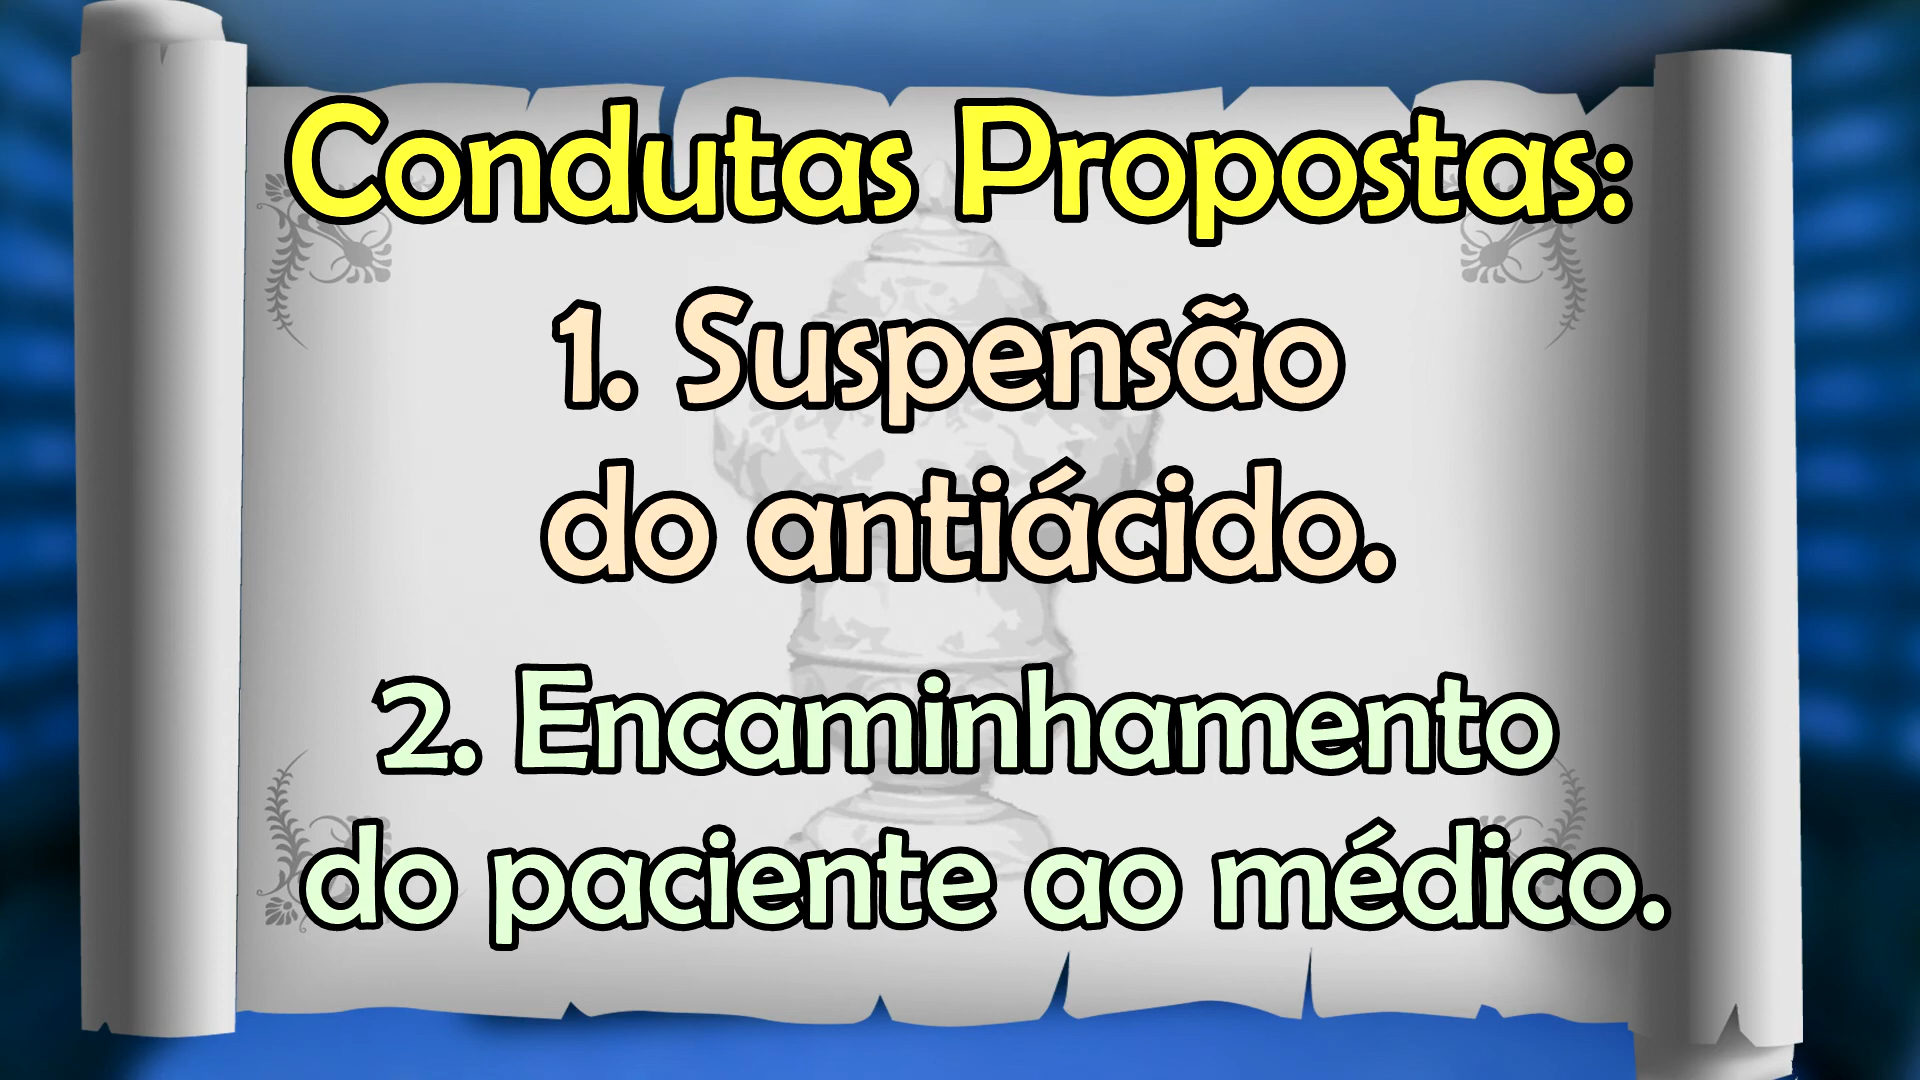 Condutas Propostas:
1. Suspensão
do antiácido.
2. Encaminhamento
do paciente ao médico.